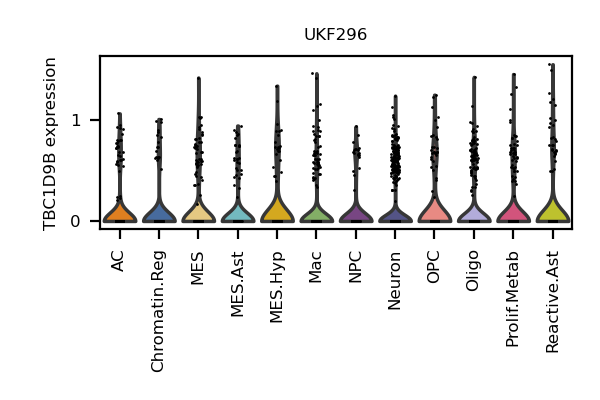 UKF296
TBC1D9B expression
1
0
AC
Chromatin.Reg
MES
MES.Ast
MES.Hyp
Mac
NPC
Neuron
OPC
Oligo
Prolif.Metab
Reactive.Ast